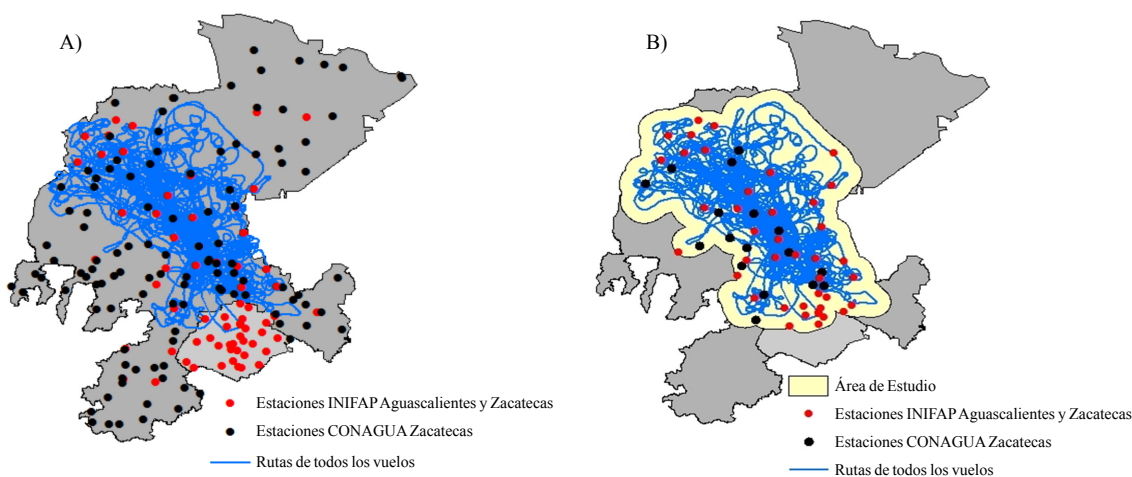 A)
Estaciones INIFAP Aguascalientes y Zacatecas
Estaciones CONAGUA Zacatecas
Rutas de todos los vuelos
B)
Área de Estudio
Estaciones INIFAP Aguascalientes y Zacatecas
Estaciones CONAGUA Zacatecas
Rutas de todos los vuelos